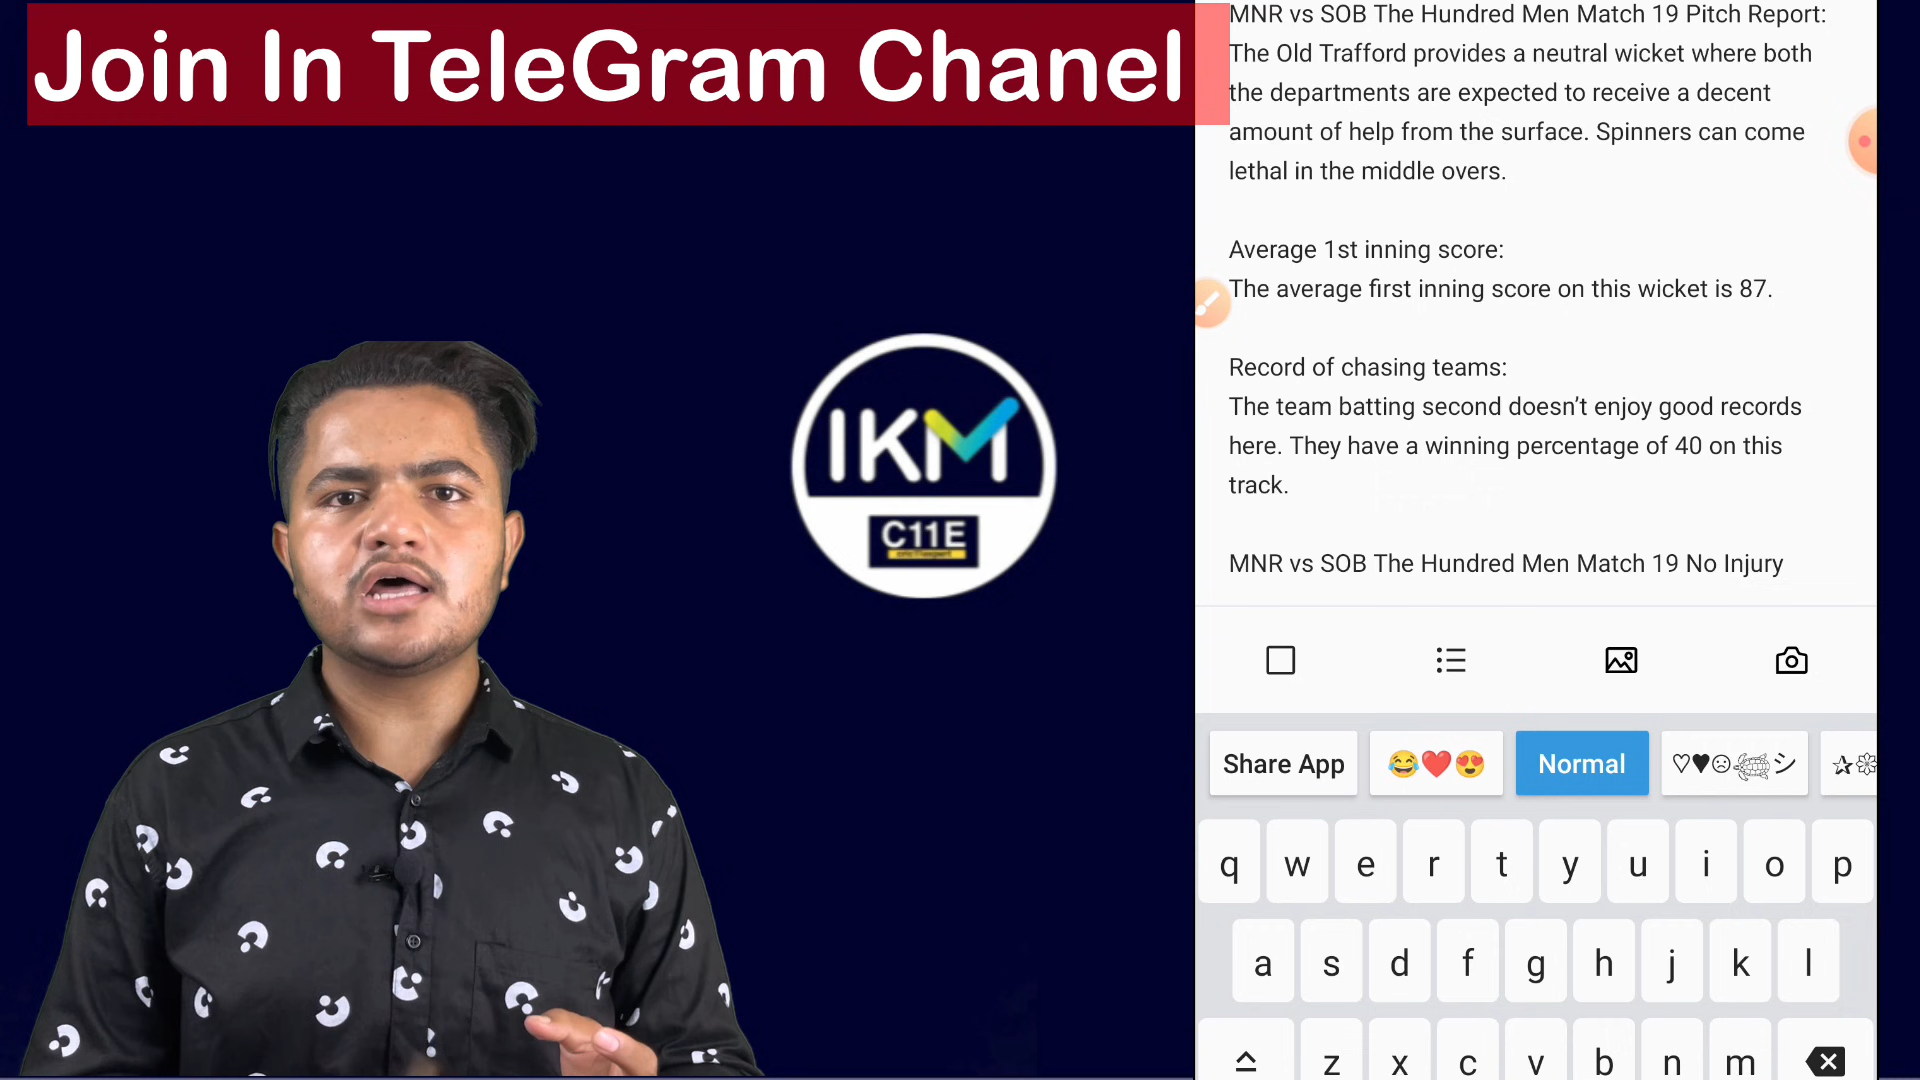 Join In TeleGram Chanel
IKM
C11E
MNR vs SOB The Hundred Men Match 19 Pitch Report:
The Old Trafford provides a neutral wicket where both
the departments are expected to receive a decent
amount of help from the surface. Spinners can come
lethal in the middle overs.
Average 1st inning score:
The average first inning score on this wicket is 87.
Record of chasing teams:
The team batting second doesn’t enjoy good records
here. They have a winning percentage of 40 on this
track.
MNR vs SOB The Hundred Men Match 19 No Injury
Share App
😂❤️😍
Normal
♡♥☹𓆉シ
q w e r t y u i o p
a s d f g h j k l
z x c v b n m